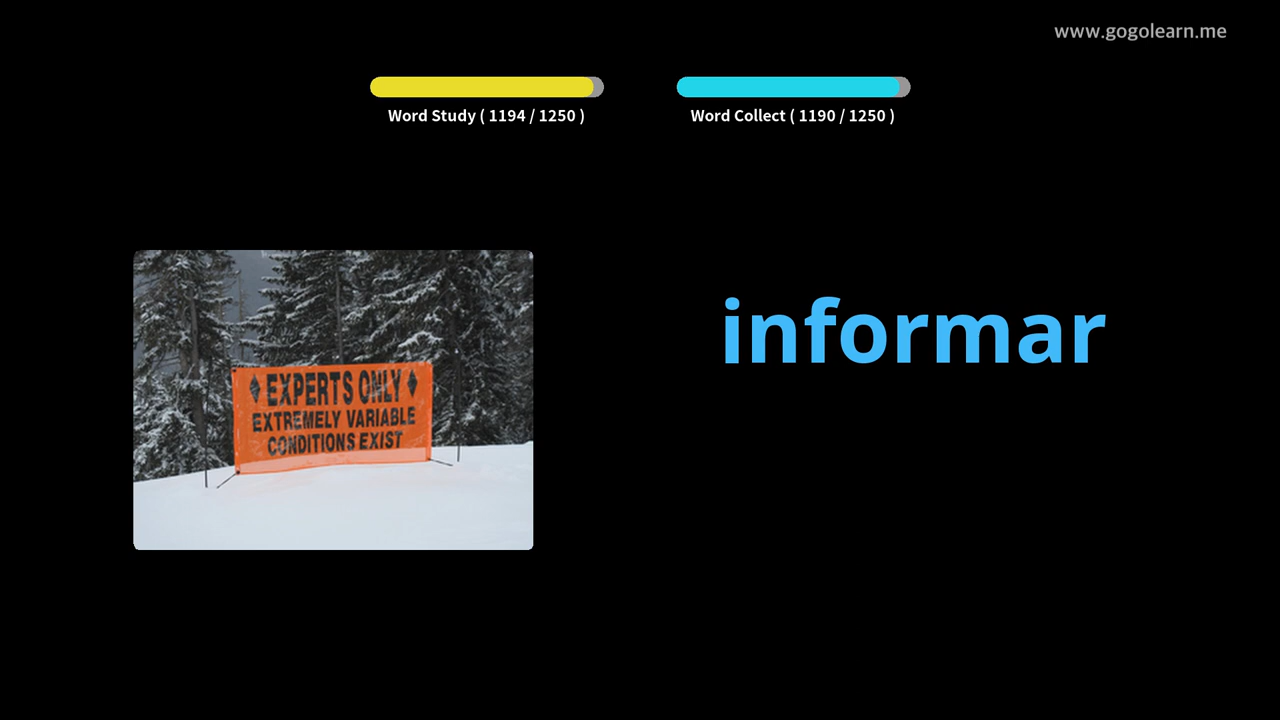 www.gogolearn.me
Word Study ( 1194 / 1250 )
Word Collect ( 1190 / 1250 )
informar
EXPERTS ONLY
EXTREMELY VARIABLE
CONDITIONS EXIST